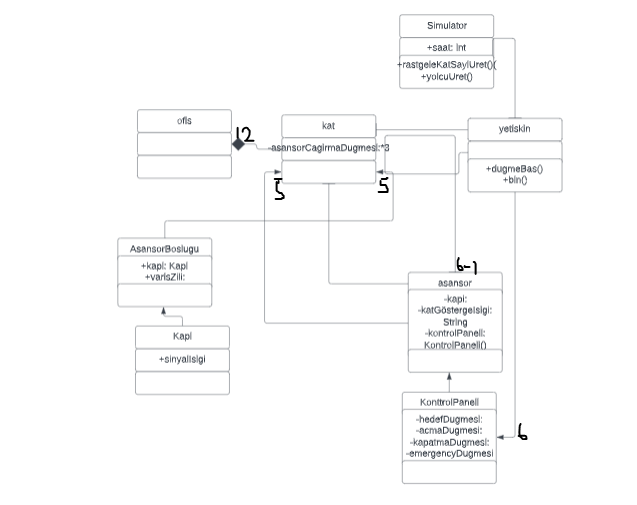 Simulator
+saat: Int
+rastgeleKatSayiUret()(
+yolcuUret()
ofis
12
kat
-asansorCagirmaDugmesi:*3
5
5
yetiskin
+dugmeBas()
+bin()
AsansorBoslugu
+kapi: Kapi
+varisZili:
Kapi
+sinyalIsigi
6-1
asansor
-kapi:
-katGöstergeIsigi:
String
-kontrolPaneli:
KontrolPaneli()
KonttrolPaneli
-hedefDugmesi:
-acmaDugmesi:
-kapatmaDugmesi:
-emergencyDugmesi
6